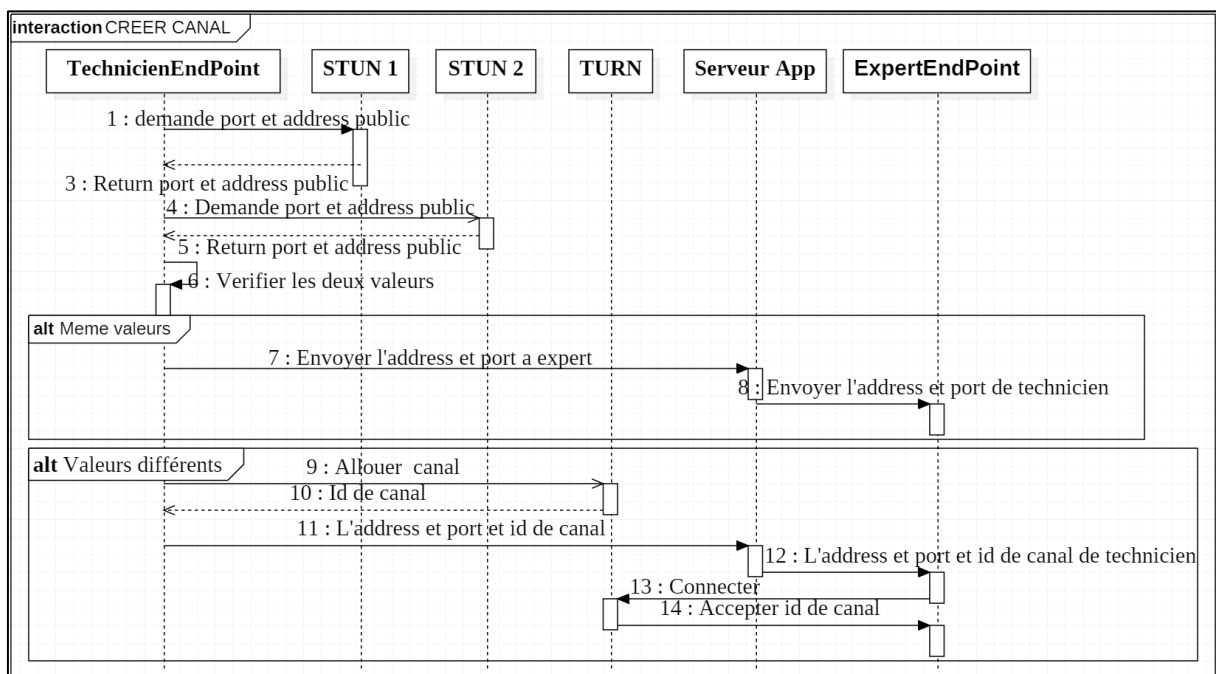 interaction CREER CANAL
TechnicienEndPoint
STUN 1
STUN 2
TURN
Serveur App
ExpertEndPoint
1 : demande port et address public
3 : Return port et address public
4 : Demande port et address public
5 : Return port et address public
6 : Verifier les deux valeurs
alt Meme valeurs
7 : Envoyer l'address et port a expert
8 : Envoyer l'address et port de technicien
alt Valeurs différents
9 : Allouer canal
10 : Id de canal
11 : L'address et port et id de canal
12 : L'address et port et id de canal de technicien
13 : Connecter
14 : Accepter id de canal